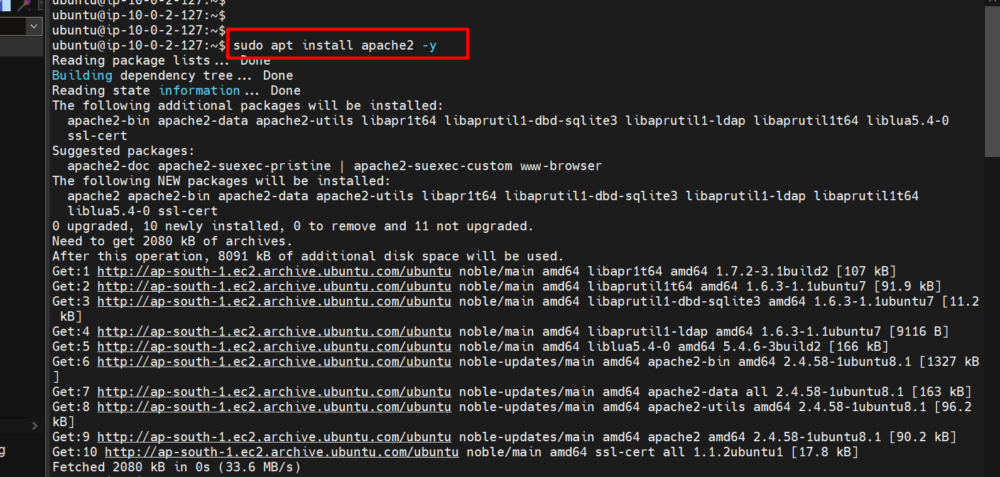 ubuntu@ip-10-0-2-127:~$
ubuntu@ip-10-0-2-127:~$
ubuntu@ip-10-0-2-127:~$
ubuntu@ip-10-0-2-127:~$ sudo apt install apache2 -y
Reading package lists... Done
Building dependency tree... Done
Reading state information... Done
The following additional packages will be installed:
  apache2-bin apache2-data apache2-utils libapr1t64 libaprutil1-dbd-sqlite3 libaprutil1-ldap libaprutil1t64 liblua5.4-0
  ssl-cert
Suggested packages:
  apache2-doc apache2-suexec-pristine | apache2-suexec-custom www-browser
The following NEW packages will be installed:
  apache2 apache2-bin apache2-data apache2-utils libapr1t64 libaprutil1-dbd-sqlite3 libaprutil1-ldap libaprutil1t64
  liblua5.4-0 ssl-cert
0 upgraded, 10 newly installed, 0 to remove and 11 not upgraded.
Need to get 2080 kB of archives.
After this operation, 8091 kB of additional disk space will be used.
Get:1 http://ap-south-1.ec2.archive.ubuntu.com/ubuntu noble/main amd64 libapr1t64 amd64 1.7.2-3.1build2 [107 kB]
Get:2 http://ap-south-1.ec2.archive.ubuntu.com/ubuntu noble/main amd64 libaprutil1t64 amd64 1.6.3-1.1ubuntu7 [91.9 kB]
Get:3 http://ap-south-1.ec2.archive.ubuntu.com/ubuntu noble/main amd64 libaprutil1-dbd-sqlite3 amd64 1.6.3-1.1ubuntu7 [11.2
 kB]
Get:4 http://ap-south-1.ec2.archive.ubuntu.com/ubuntu noble/main amd64 libaprutil1-ldap amd64 1.6.3-1.1ubuntu7 [9116 B]
Get:5 http://ap-south-1.ec2.archive.ubuntu.com/ubuntu noble/main amd64 liblua5.4-0 amd64 5.4.6-3build2 [166 kB]
Get:6 http://ap-south-1.ec2.archive.ubuntu.com/ubuntu noble-updates/main amd64 apache2-bin amd64 2.4.58-1ubuntu8.1 [1327 kB
]
Get:7 http://ap-south-1.ec2.archive.ubuntu.com/ubuntu noble-updates/main amd64 apache2-data all 2.4.58-1ubuntu8.1 [163 kB]
Get:8 http://ap-south-1.ec2.archive.ubuntu.com/ubuntu noble-updates/main amd64 apache2-utils amd64 2.4.58-1ubuntu8.1 [96.2
kB]
Get:9 http://ap-south-1.ec2.archive.ubuntu.com/ubuntu noble-updates/main amd64 apache2 amd64 2.4.58-1ubuntu8.1 [90.2 kB]
Get:10 http://ap-south-1.ec2.archive.ubuntu.com/ubuntu noble/main amd64 ssl-cert all 1.1.2ubuntu1 [17.8 kB]
Fetched 2080 kB in 0s (33.6 MB/s)